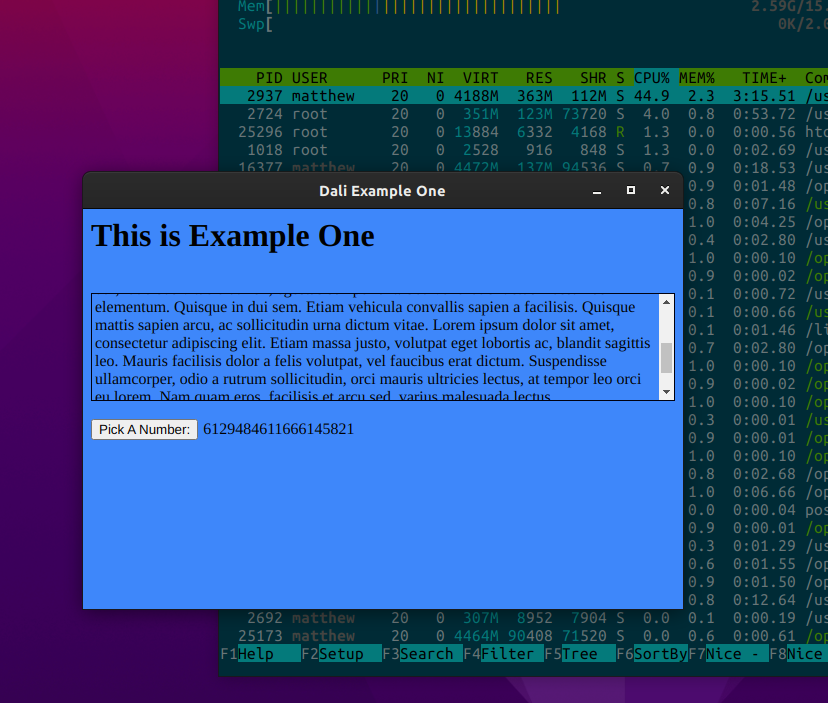 Mem[ 2.59G/15.
Swp[ 0K/2.0
PID USER PRI NI VIRT RES SHR S CPU% MEM% TIME+ Com
2937 matthew 20 0 4188M 363M 112M S 44.9 2.3 3:15.51 /us
2724 root 20 0 351M 123M 73720 S 4.0 0.8 0:53.72 /us
25296 root 20 0 13884 6332 4168 R 1.3 0.0 0:00.56 hto
1018 root 20 0 2528 916 848 S 1.3 0.0 0:02.69 /us
16377 matthew 20 0 4472M 137M 94536 S 0.7 0.9 0:18.53 /op
Dali Example One
This is Example One
elementum. Quisque in dui sem. Etiam vehicula convallis sapien a facilisis. Quisque
mattis sapien arcu, ac sollicitudin urna dictum vitae. Lorem ipsum dolor sit amet,
consectetur adipiscing elit. Etiam massa justo, volutpat eget lobortis ac, blandit sagittis
leo. Mauris facilisis dolor a felis volutpat, vel faucibus erat dictum. Suspendisse
ullamcorper, odio a rutrum sollicitudin, orci mauris ultricies lectus, at tempor leo orci
eu lorem. Nam quam eros, facilisis et arcu sed, varius malesuada lectus.
Pick A Number: 6129484611666145821
0.9 0:01.48 /op
0.8 0:07.16 /us
1.0 0:04.25 /op
0.4 0:02.80 /us
1.0 0:00.10 /op
0.9 0:00.02 /op
0.1 0:00.72 /us
0.1 0:00.66 /us
0.1 0:01.46 /li
0.7 0:02.80 /op
1.0 0:00.10 /op
0.9 0:00.02 /op
1.0 0:00.10 /op
0.3 0:00.01 /us
0.9 0:00.01 /op
1.0 0:00.10 /op
0.8 0:02.68 /op
1.0 0:06.66 /op
0.0 0:00.04 pos
0.9 0:00.01 /op
0.3 0:01.29 /us
0.6 0:01.55 /op
0.9 0:01.50 /op
0.8 0:12.64 /us
2692 matthew 20 0 307M 8952 7904 S 0.0 0.1 0:00.19 /us
25173 matthew 20 0 4464M 90408 71520 S 0.0 0.6 0:00.61 /op
F1Help F2Setup F3Search F4Filter F5Tree F6SortBy F7Nice - F8Nice